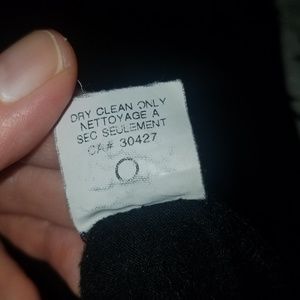 DRY CLEAN ONLY
NETTOYAGE A
SEC SEULEMENT
CA# 30427